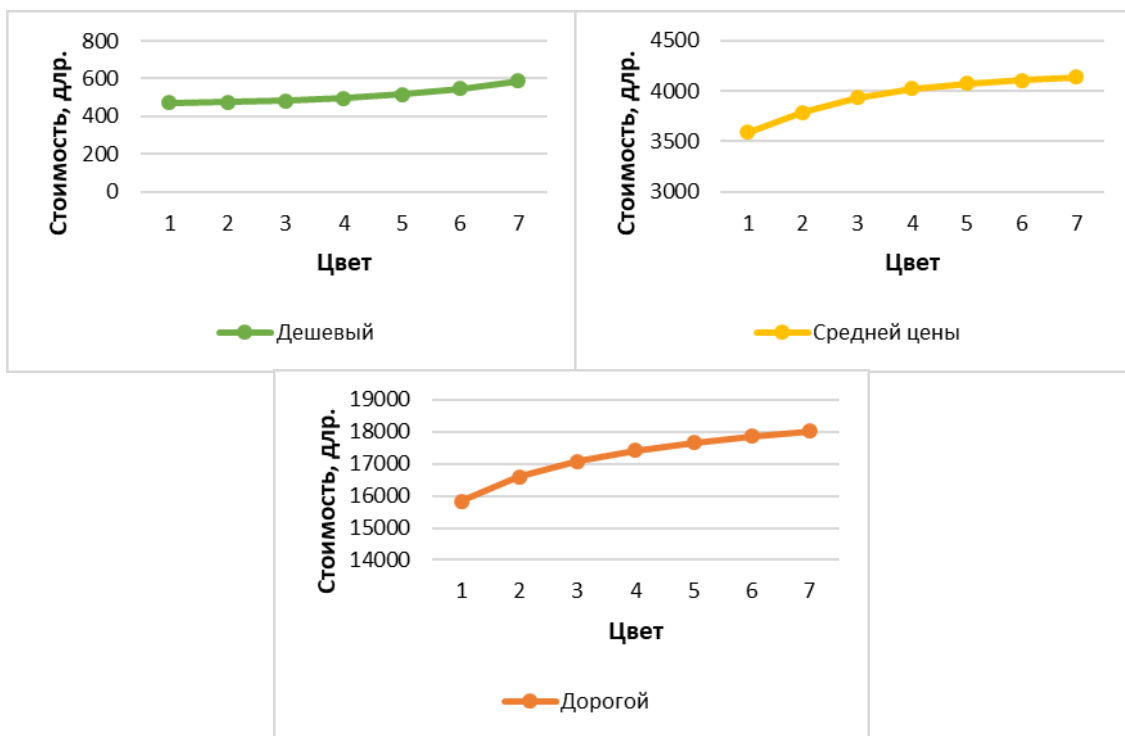 Стоимость, длр.
800
600
400
200
0
1 2 3 4 5 6 7
Цвет
Дешевый
Стоимость, длр.
4500
4000
3500
3000
1 2 3 4 5 6 7
Цвет
Средней цены
Стоимость, длр.
19000
18000
17000
16000
15000
14000
1 2 3 4 5 6 7
Цвет
Дорогой